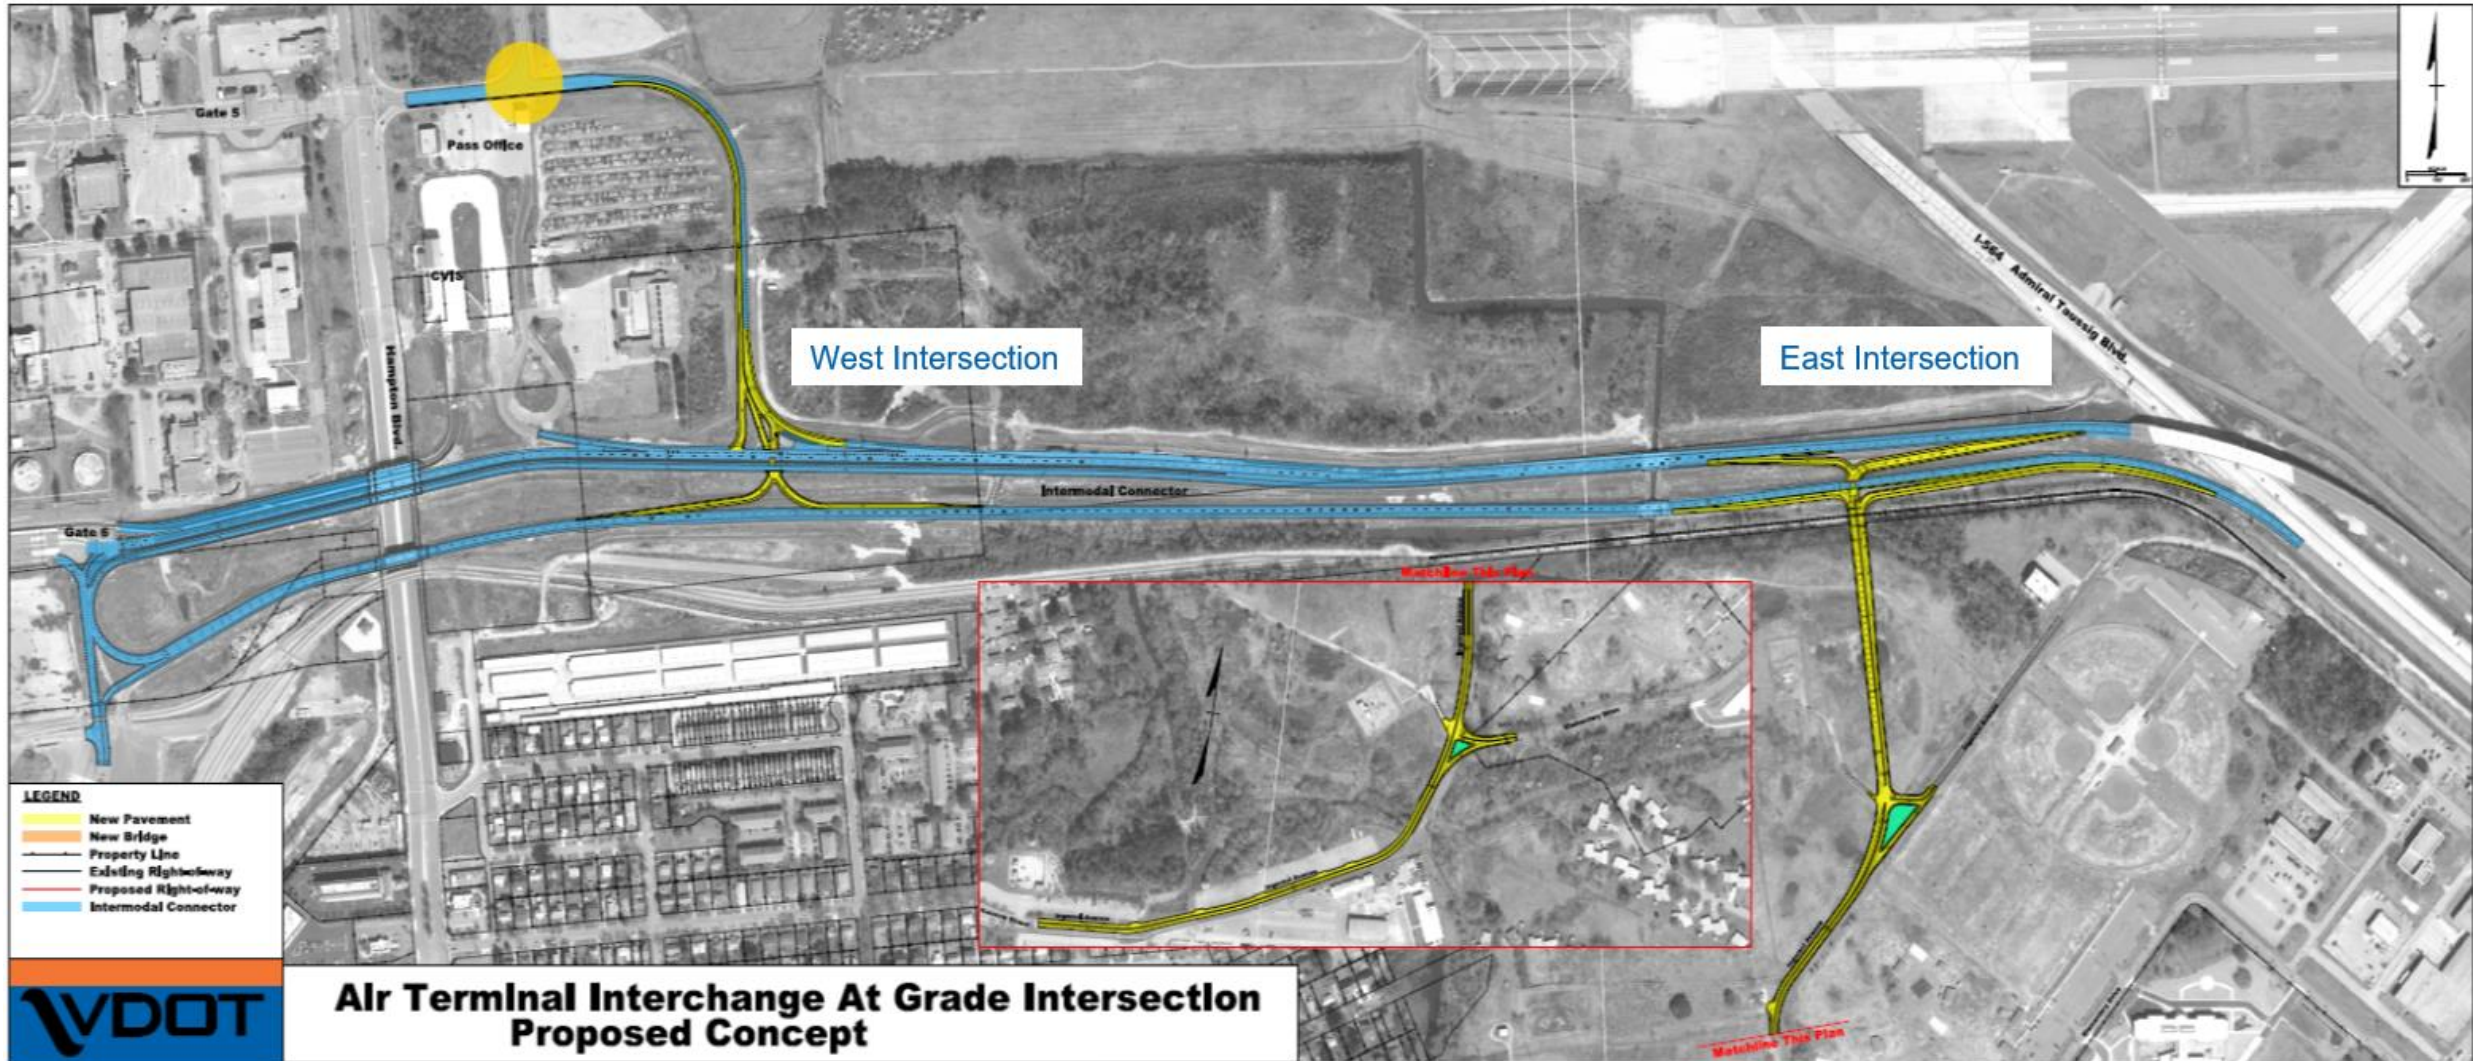 Gate 5
Pass Office
CVIS
Hampton Blvd.
West Intersection
East Intersection
I-564 Admiral Taussig Blvd.
Intermodal Connector
Gate 6
Matchline This Plan
Matchline This Plan
LEGEND
New Pavement
New Bridge
Property Line
Existing Right-of-way
Proposed Right-of-way
Intermodal Connector
VDOT
Air Terminal Interchange At Grade Intersection
Proposed Concept